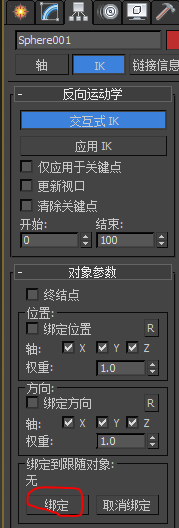 Sphere001
轴 IK 链接信息
- 反向运动学
交互式 IK
应用 IK
仅应用于关键点
更新视口
清除关键点
开始: 结束:
0 100
- 对象参数
终结点
位置:
绑定位置 R
轴: X Y Z
权重: 1.0
方向:
绑定方向 R
轴: X Y Z
权重: 1.0
绑定到跟随对象:
无
绑定 取消绑定